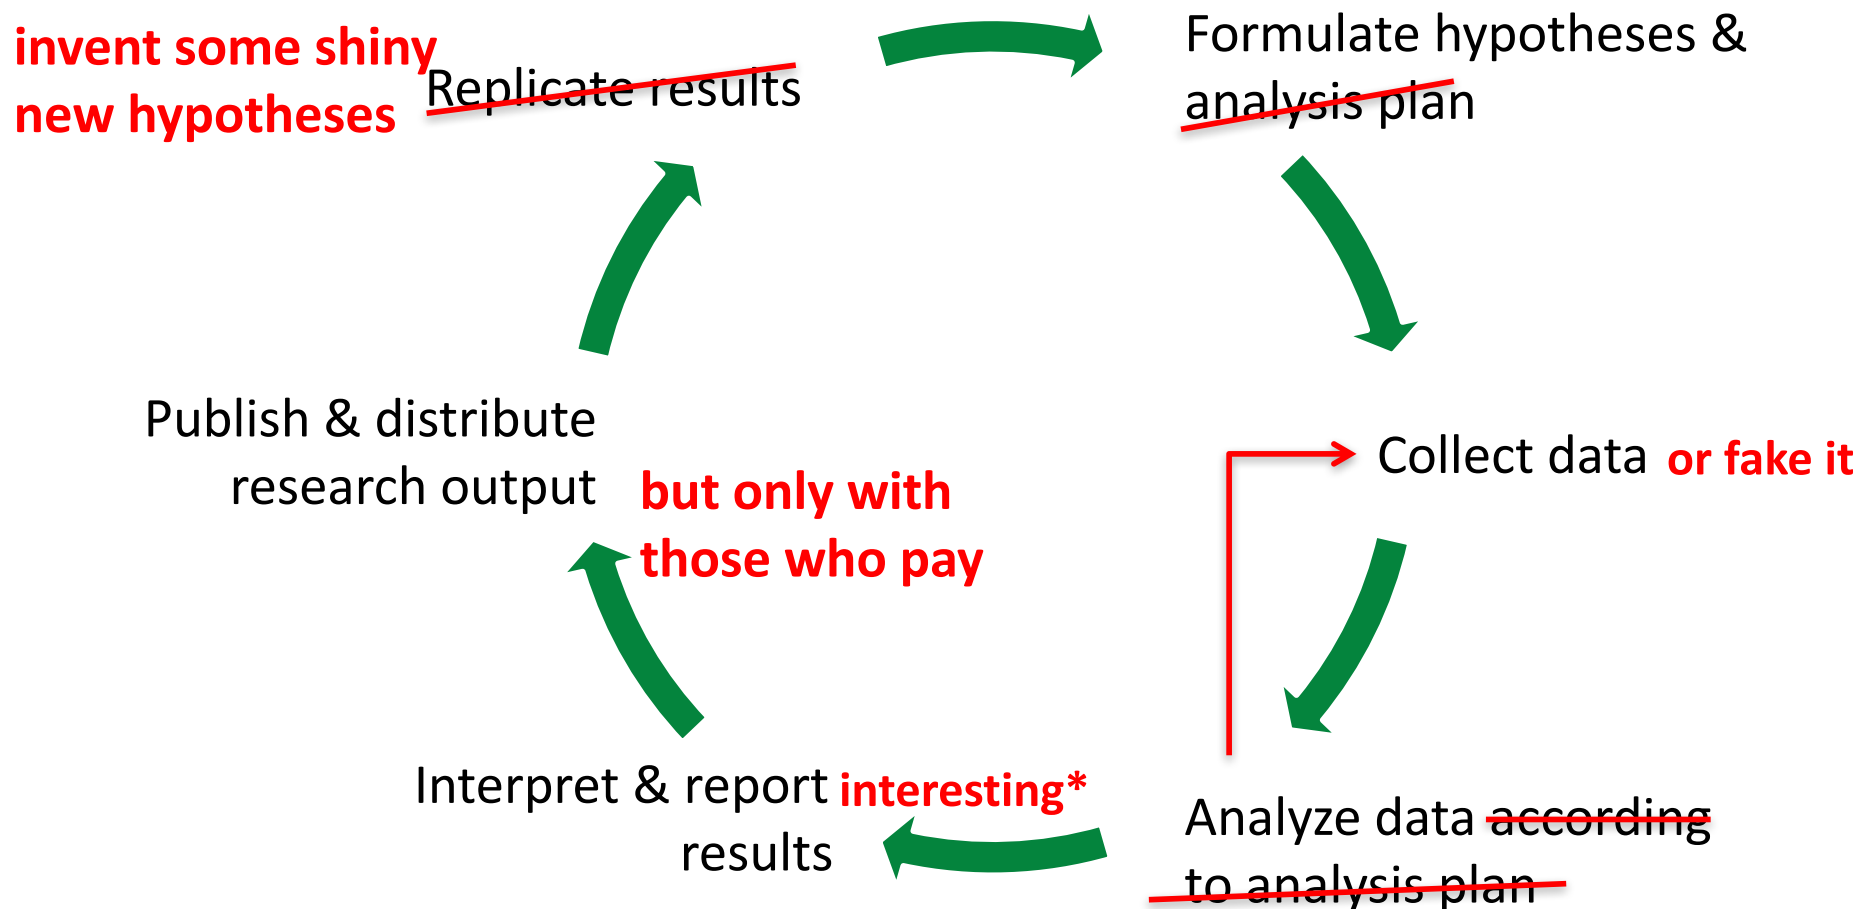 invent some shiny
new hypotheses
Replicate results
Formulate hypotheses &
analysis plan
Collect data or fake it
Analyze data according
to analysis plan
Interpret & report interesting*
results
Publish & distribute
research output
but only with
those who pay